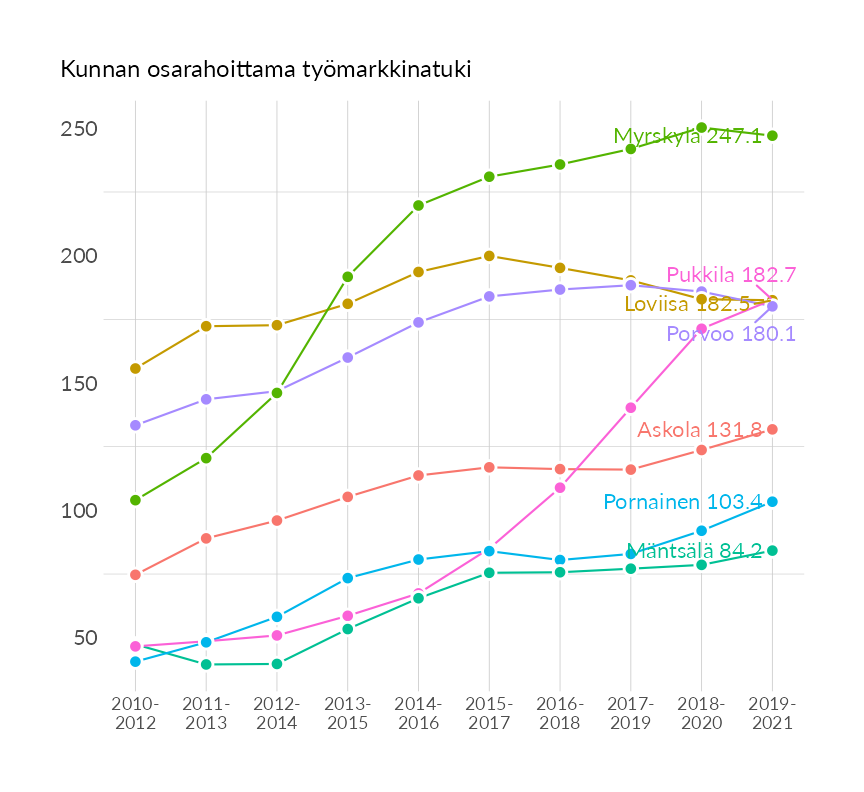 Kunnan osarahoittama työmarkkinatuki
250
200
150
100
50
Myrskylä 247.1
Pukkila 182.7
Loviisa 182.5
Porvoo 180.1
Askola 131.8
Pornainen 103.4
Mäntsälä 84.2
2010- 2011- 2012- 2013- 2014- 2015- 2016- 2017- 2018- 2019-
2012 2013 2014 2015 2016 2017 2018 2019 2020 2021